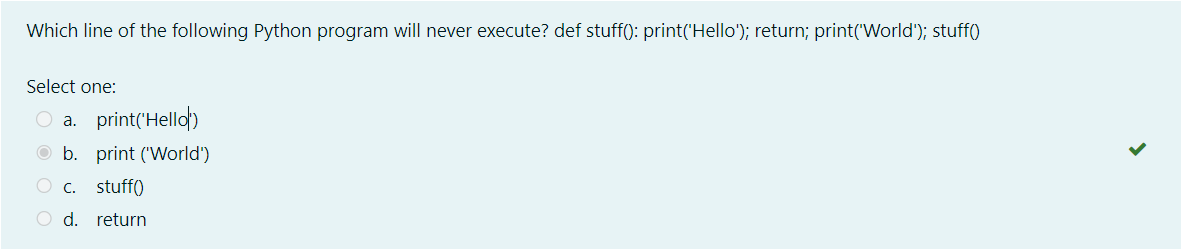 Which line of the following Python program will never execute? def stuff(): print('Hello'); return; print('World'); stuff()
Select one:
a. print('Hello')
b. print ('World')
c. stuff()
d. return